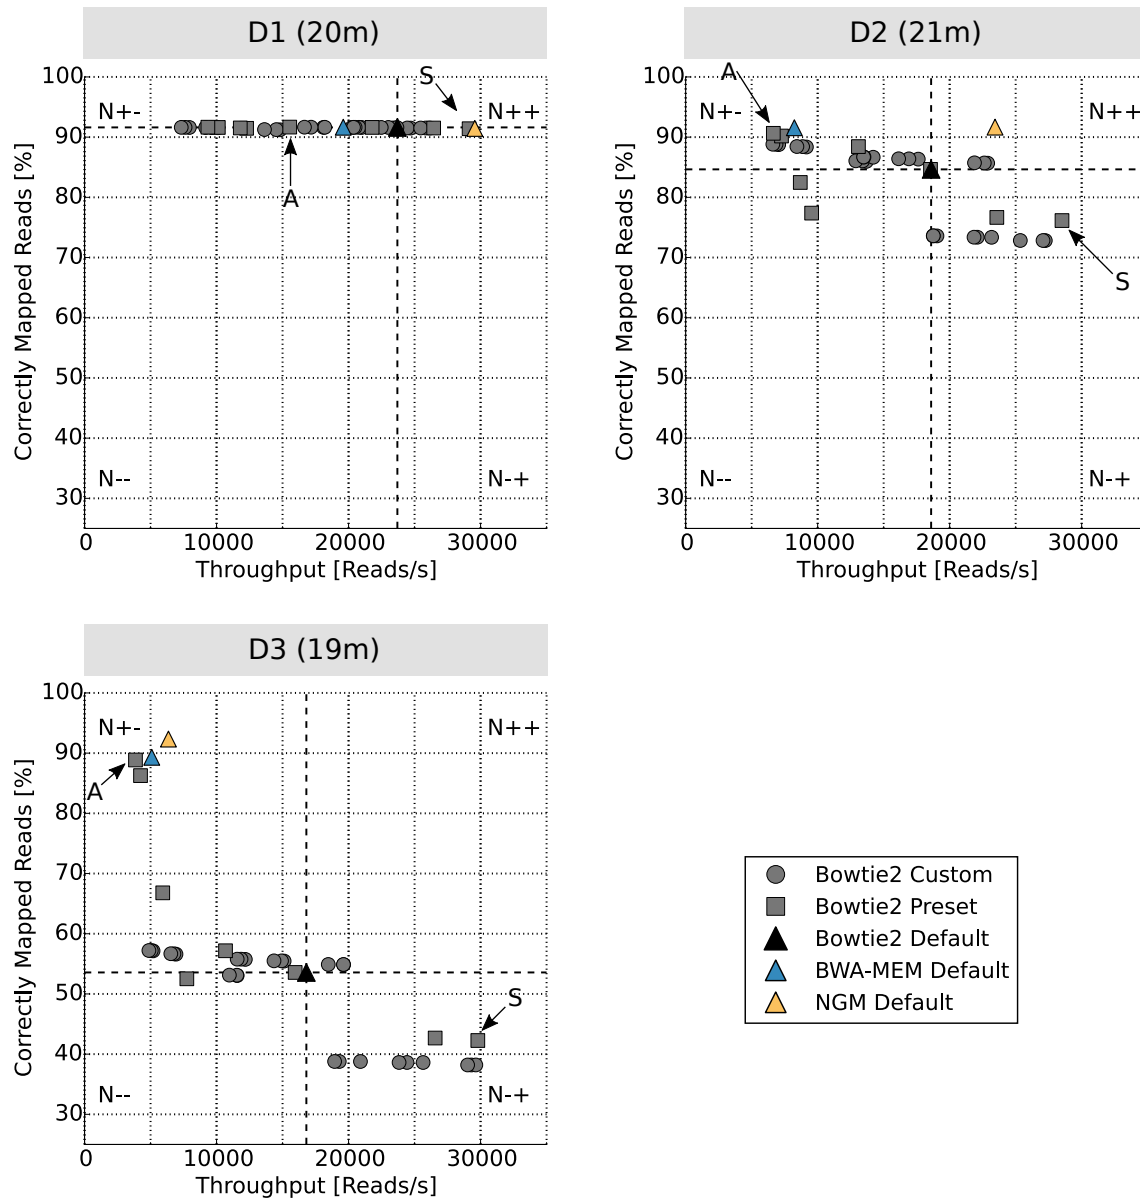 D1 (20m)
100
90
80
70
60
50
40
30
Correctly Mapped Reads [%]
N+-
N++
N--
N-+
S
A
0 10000 20000 30000
Throughput [Reads/s]
D2 (21m)
100
90
80
70
60
50
40
30
Correctly Mapped Reads [%]
A
N+-
N++
N--
N-+
S
0 10000 20000 30000
Throughput [Reads/s]
D3 (19m)
100
90
80
70
60
50
40
30
Correctly Mapped Reads [%]
N+-
N++
A
S
N--
N-+
0 10000 20000 30000
Throughput [Reads/s]
Bowtie2 Custom
Bowtie2 Preset
Bowtie2 Default
BWA-MEM Default
NGM Default